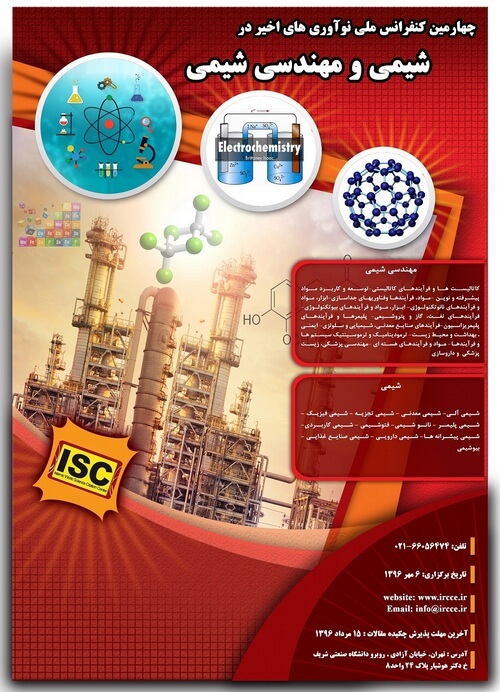 چهارمین کنفرانس ملی نوآوری های اخیر در
شیمی و مهندسی شیمی
Electrochemistry
HO
مهندسی شیمی
کاتالیست ها و فرآیندهای کاتالیستی -توسعه و کاربرد مواد
پیشرفته و نوین -مواد، فرآیندها وفناوریهای جداسازی-ابزار، مواد
و فرآیندهای نانوتکنولوژی- ابزار، مواد و فرآیندهای بیوتکنولوژی-
فرآیندهای نفت، گاز و پتروشیمی- پلیمرها و فرآیندهای
پلیمریزاسیون -فرآیندهای صنایع معدنی، شیمیایی و سلولزی - ایمنی
، بهداشت و محیط زیست- ترمودینامیک و ترموسینتیک سیستم ها
و فرآیندها- مواد و فرآیندهای هسته ای - مهندسی پزشکی، زیست
پزشکی و داروسازی
شیمی
شیمی آلی- شیمی معدنی - شیمی تجزیه - شیمی فیزیک -
شیمی پلیمر - نانو شیمی- فتوشیمی - شیمی کاربردی-
شیمی پیشرانه ها- شیمی دارویی - شیمی صنایع غذایی -
بیوشیمی
ISC
تلفن: ۶۶۰۵۶۴۷۴-۰۲۱
تاریخ برگزاری: ۶ مهر ۱۳۹۶
website: www.ircce.ir
Email: info@ircce.ir
آخرین مهلت پذیرش چکیده مقالات : ۱۵ مرداد ۱۳۹۶
آدرس : تهران. خیابان آزادی . روبرو دانشگاه صنعتی شریف
خ دکتر هوشیار پلاک ۲۴ واحد۸